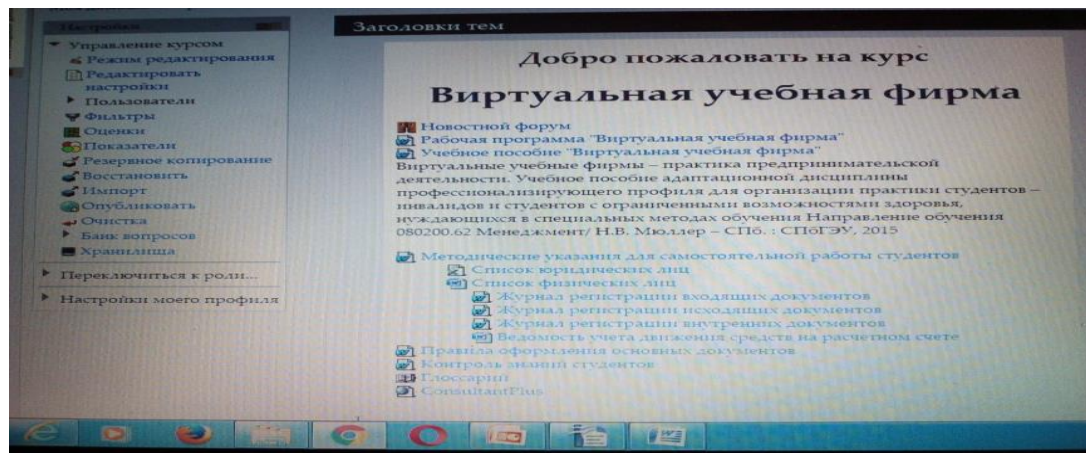 Настройки
Управление курсом
Режим редактирования
Редактировать
настройки
Пользователи
Фильтры
Оценки
Показатели
Резервное копирование
Восстановить
Импорт
Опубликовать
Очистка
Банк вопросов
Хранилища
Переключиться к роли...
Настройки моего профиля
Заголовки тем
Добро пожаловать на курс
Виртуальная учебная фирма
Новостной форум
Рабочая программа "Виртуальная учебная фирма"
Учебное пособие "Виртуальная учебная фирма"
Виртуальные учебные фирмы – практика предпринимательской
деятельности. Учебное пособие адаптационной дисциплины
профессионализирующего профиля для организации практики студентов –
инвалидов и студентов с ограниченными возможностями здоровья,
нуждающихся в специальных методах обучения Направление обучения
080200.62 Менеджмент/ Н.В. Мюллер – СПб. : СПбГЭУ, 2015
Методические указания для самостоятельной работы студентов
Список юридических лиц
Список физических лиц
Журнал регистрации входящих документов
Журнал регистрации исходящих документов
Журнал регистрации внутренних документов
Ведомость учета движения средств на расчетном счете
Правила оформления основных документов
Контроль знаний студентов
Глоссарий
ConsultantPlus